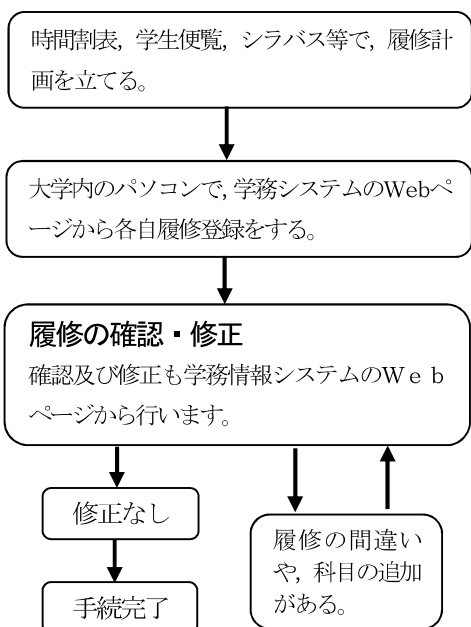 時間割表, 学生便覧, シラバス等で, 履修計
画を立てる。
大学内のパソコンで, 学務システムのWebペ
ージから各自履修登録をする。
履修の確認・修正
確認及び修正も学務情報システムのＷｅｂ
ページから行います。
修正なし
手続完了
履修の間違い
や, 科目の追加
がある。